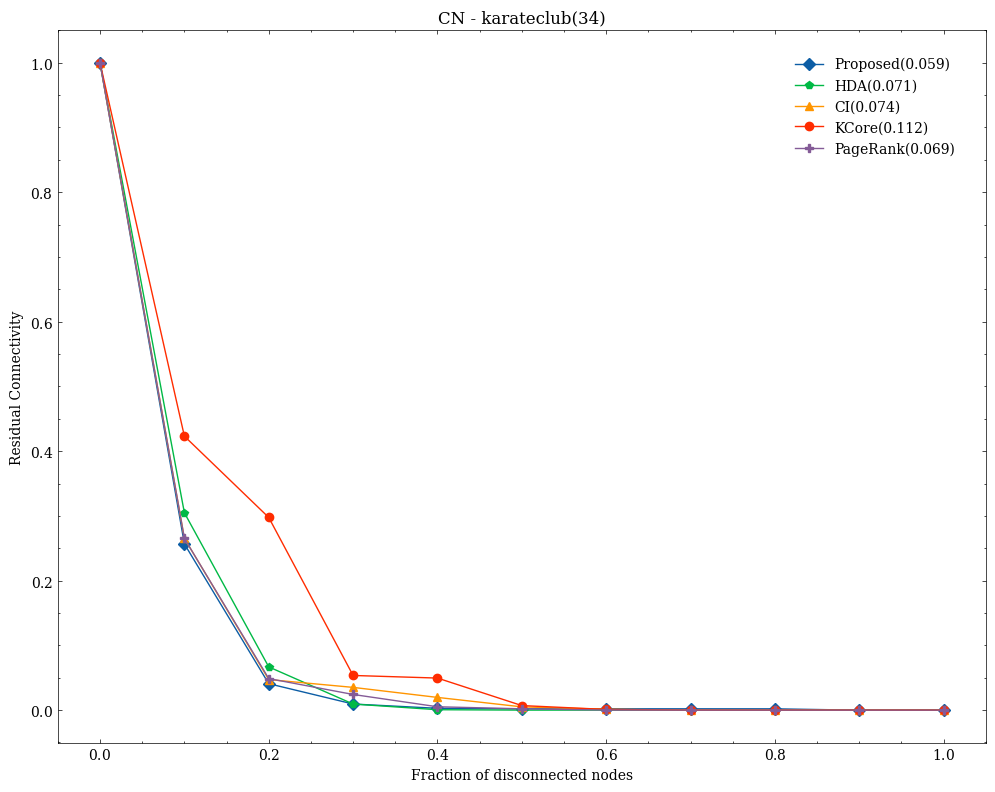 CN - karateclub(34)
Proposed(0.059)
HDA(0.071)
CI(0.074)
KCore(0.112)
PageRank(0.069)
Residual Connectivity
1.0
0.8
0.6
0.4
0.2
0.0
0.0 0.2 0.4 0.6 0.8 1.0
Fraction of disconnected nodes